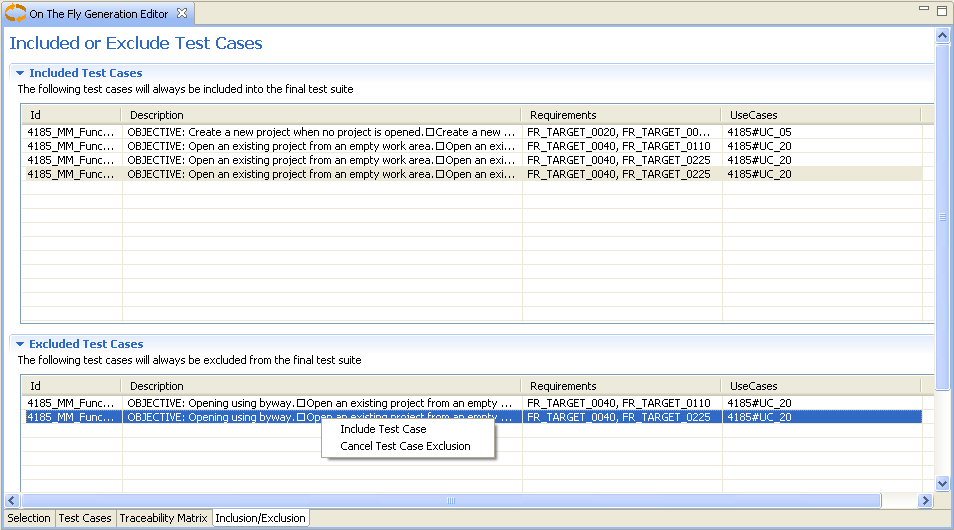 On The Fly Generation Editor
Included or Exclude Test Cases
Included Test Cases
The following test cases will always be included into the final test suite
Id Description Requirements UseCases
4185_MM_Func... OBJECTIVE: Create a new project when no project is opened.□Create a new ... FR_TARGET_0020, FR_TARGET_00... 4185#UC_05
4185_MM_Func... OBJECTIVE: Open an existing project from an empty work area.□Open an exi... FR_TARGET_0040, FR_TARGET_0110 4185#UC_20
4185_MM_Func... OBJECTIVE: Open an existing project from an empty work area.□Open an exi... FR_TARGET_0040, FR_TARGET_0225 4185#UC_20
4185_MM_Func... OBJECTIVE: Open an existing project from an empty work area.□Open an exi... FR_TARGET_0040, FR_TARGET_0225 4185#UC_20
Excluded Test Cases
The following test cases will always be excluded from the final test suite
Id Description Requirements UseCases
4185_MM_Func... OBJECTIVE: Opening using byway.□Open an existing project from an empty ... FR_TARGET_0040, FR_TARGET_0110 4185#UC_20
4185_MM_Func... OBJECTIVE: Opening using byway.□Open an existing project from an empty ... FR_TARGET_0040, FR_TARGET_0225 4185#UC_20
Include Test Case
Cancel Test Case Exclusion
Selection Test Cases Traceability Matrix Inclusion/Exclusion